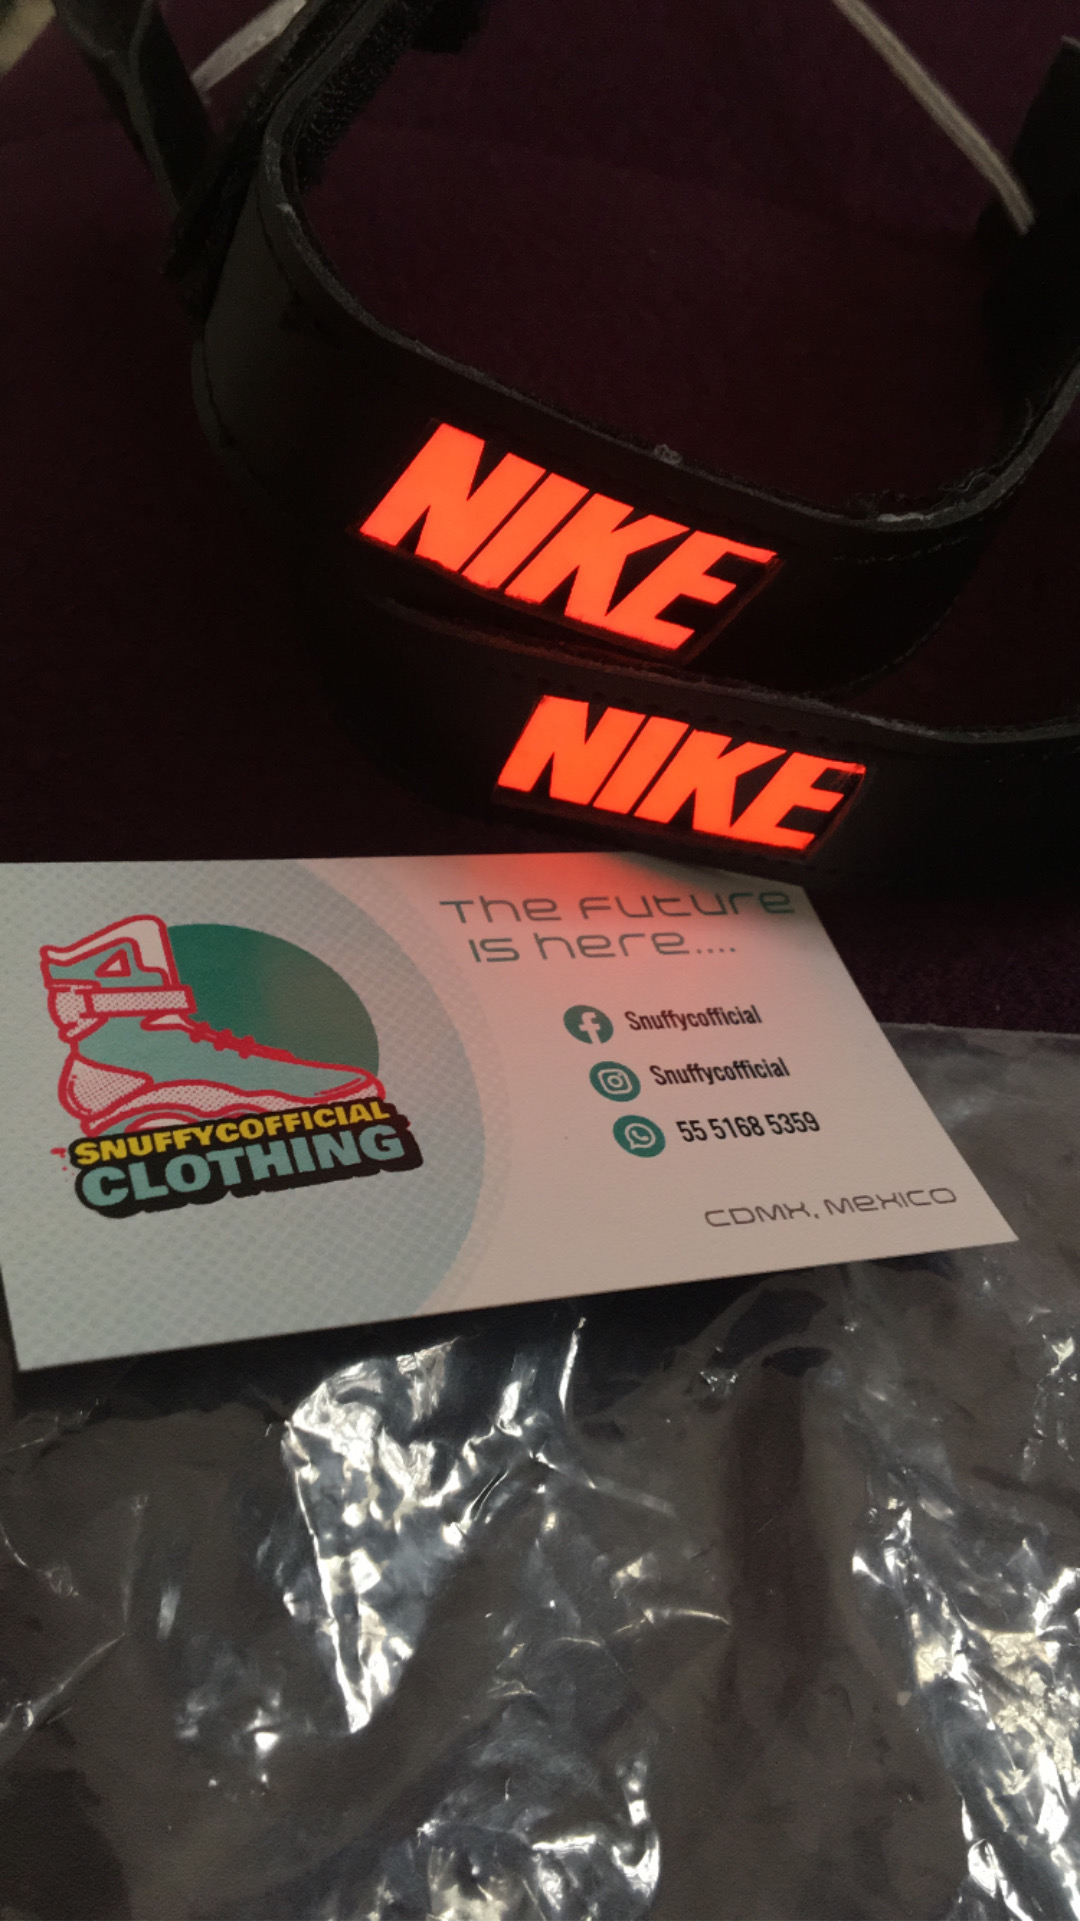 NIKE
NIKE
The Future
is here....
Snuffycofficial
Snuffycofficial
55 5168 5359
CDMX. Mexico
SNUFFYCOFFICIAL
CLOTHING